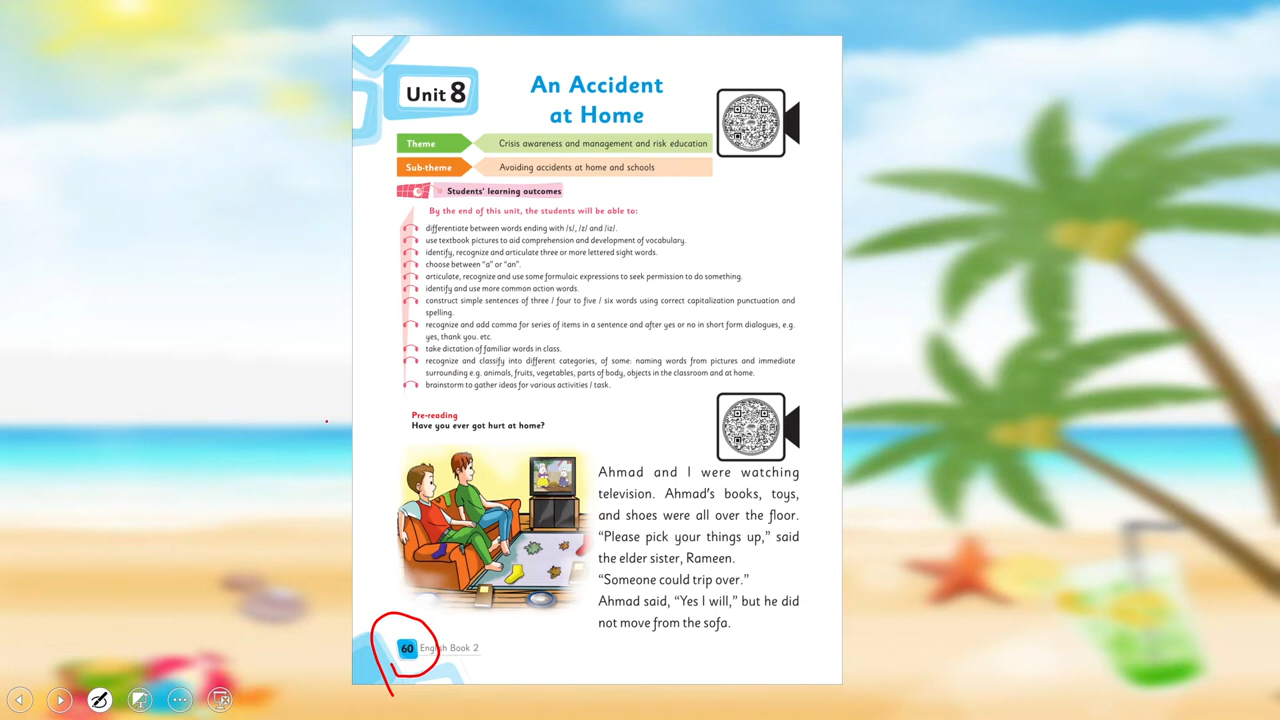 Unit 8
An Accident
at Home
Theme
Crisis awareness and management and risk education
Sub-theme
Avoiding accidents at home and schools
Students' learning outcomes
By the end of this unit, the students will be able to:
differentiate between words ending with /s/, /z/ and /iz/.
use textbook pictures to aid comprehension and development of vocabulary.
identify, recognize and articulate three or more lettered sight words.
choose between “a” or “an”.
articulate, recognize and use some formulaic expressions to seek permission to do something.
identify and use more common action words.
construct simple sentences of three / four to five / six words using correct capitalization punctuation and
spelling.
recognize and add comma for series of items in a sentence and after yes or no in short form dialogues, e.g.
yes, thank you. etc.
take dictation of familiar words in class.
recognize and classify into different categories, of some: naming words from pictures and immediate
surrounding e.g. animals, fruits, vegetables, parts of body, objects in the classroom and at home.
brainstorm to gather ideas for various activities / task.
Pre-reading
Have you ever got hurt at home?
Ahmad and I were watching
television. Ahmad's books, toys,
and shoes were all over the floor.
“Please pick your things up,” said
the elder sister, Rameen.
“Someone could trip over.”
Ahmad said, “Yes I will,” but he did
not move from the sofa.
60 English Book 2